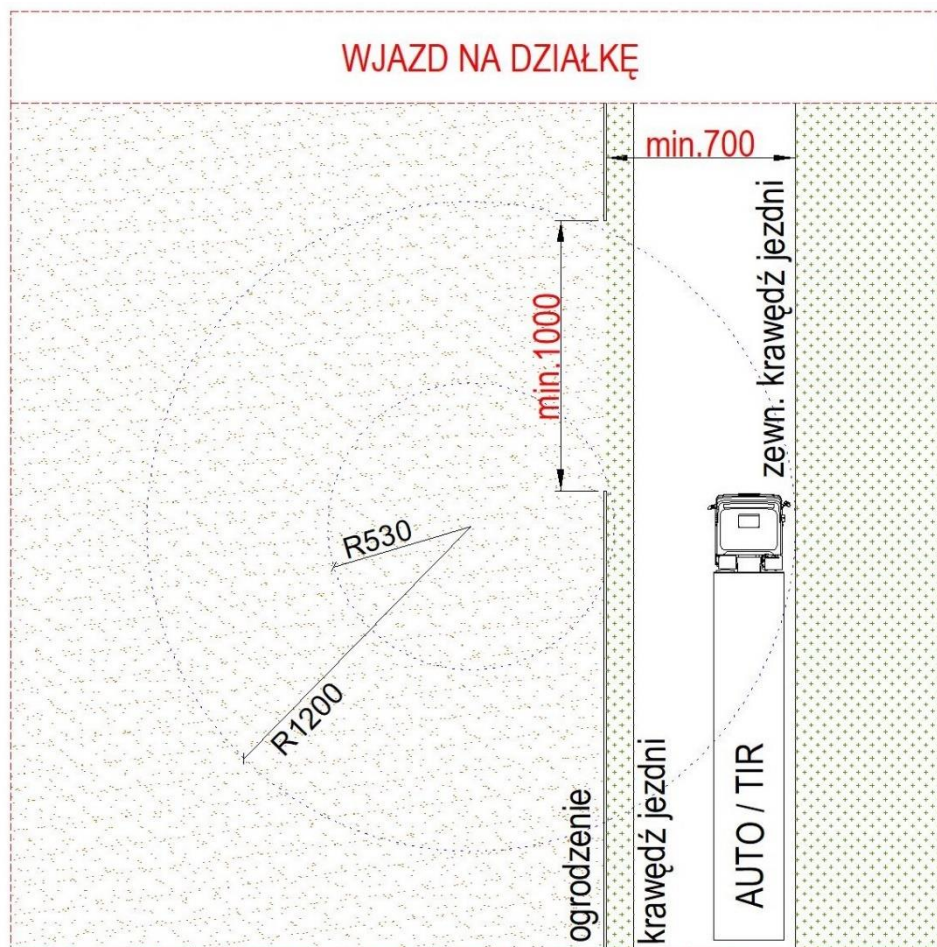 WJAZD NA DZIAŁKĘ
min.700
zewn. krawędź jezdni
min.1000
R530
R1200
ogrodzenie
krawędź jezdni
AUTO / TIR